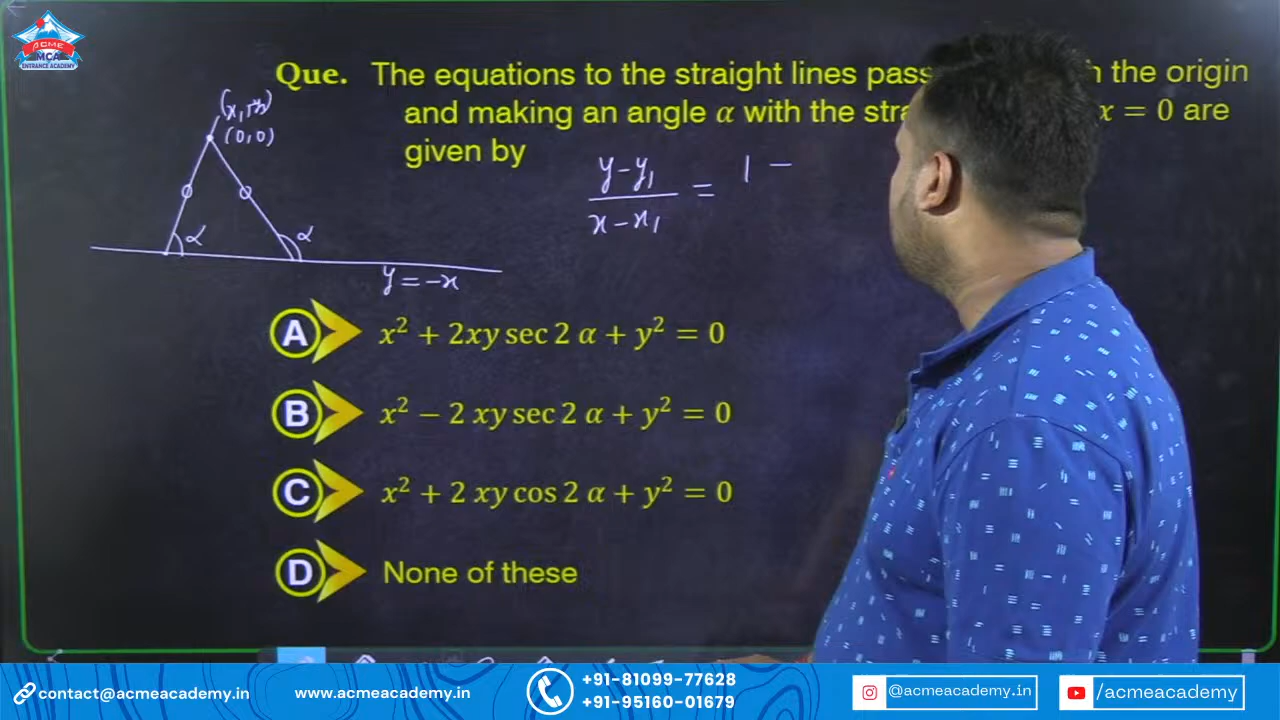 ACME
MCA
ENTRANCE ACADEMY
Que. The equations to the straight lines pass h the origin
and making an angle α with the stra x = 0 are
given by
(0,0)
y - y₁ / x - x₁ = 1 -
α
α
y = -x
A x² + 2xy sec 2 α + y² = 0
B x² − 2 xy sec 2 α + y² = 0
C x² + 2 xy cos 2 α + y² = 0
D None of these
contact@acmeacademy.in
www.acmeacademy.in
+91-81099-77628
+91-95160-01679
@acmeacademy.in
/acmeacademy